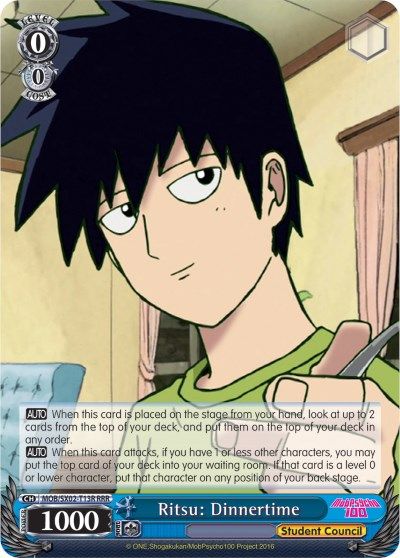 LEVEL
0
0
COST
AUTO When this card is placed on the stage from your hand, look at up to 2
cards from the top of your deck, and put them on the top of your deck in
any order.
AUTO When this card attacks, if you have 1 or less other characters, you may
put the top card of your deck into your waiting room. If that card is a level 0
or lower character, put that character on any position of your back stage.
CH MOB/SX02-T13R RRR
1000
Ritsu: Dinnertime
MobPsycho
100
Student Council
© ONE,Shogakukan/MobPsycho100 Project 2016